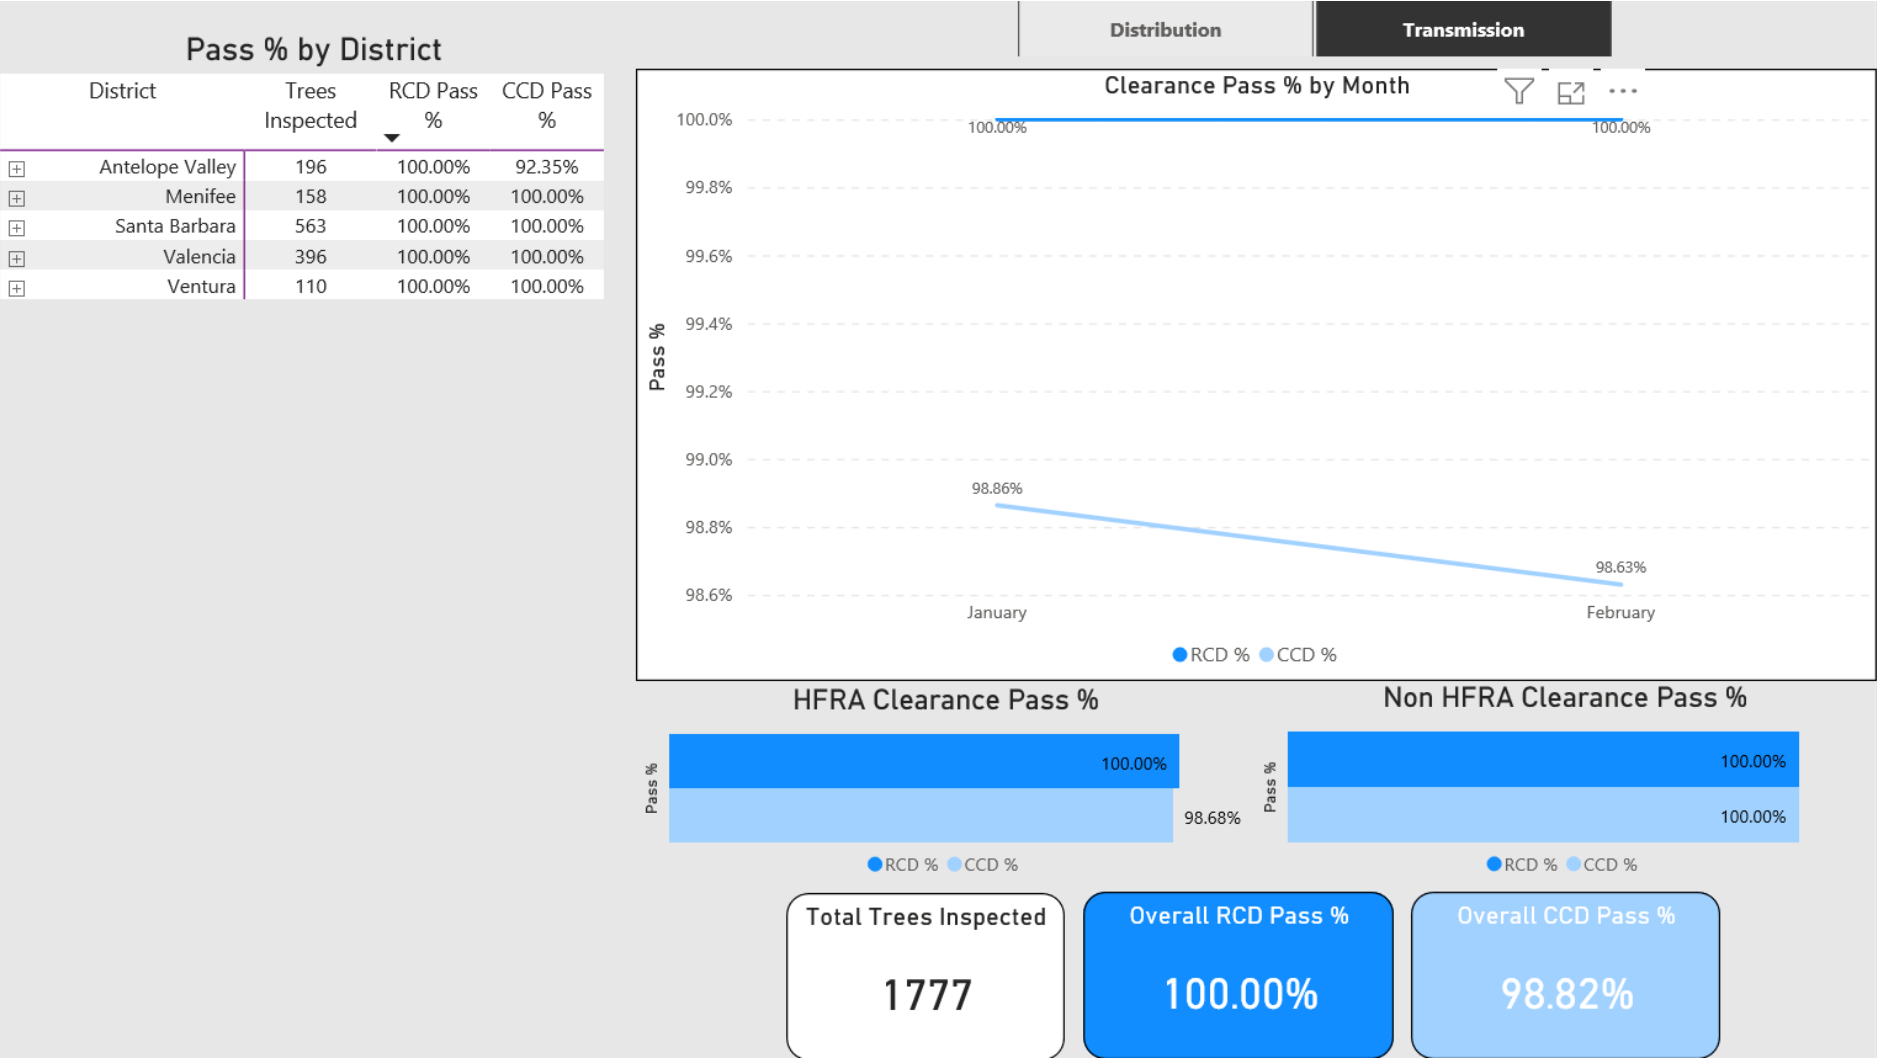 Distribution
Transmission
Pass % by District
District Trees Inspected RCD Pass % CCD Pass %
Antelope Valley 196 100.00% 92.35%
Menifee 158 100.00% 100.00%
Santa Barbara 563 100.00% 100.00%
Valencia 396 100.00% 100.00%
Ventura 110 100.00% 100.00%
Clearance Pass % by Month
Pass %
100.0%
99.8%
99.6%
99.4%
99.2%
99.0%
98.8%
98.6%
100.00% 100.00%
98.86%
98.63%
January February
RCD % CCD %
HFRA Clearance Pass %
Pass %
100.00%
98.68%
RCD % CCD %
Non HFRA Clearance Pass %
Pass %
100.00%
100.00%
RCD % CCD %
Total Trees Inspected
1777
Overall RCD Pass %
100.00%
Overall CCD Pass %
98.82%